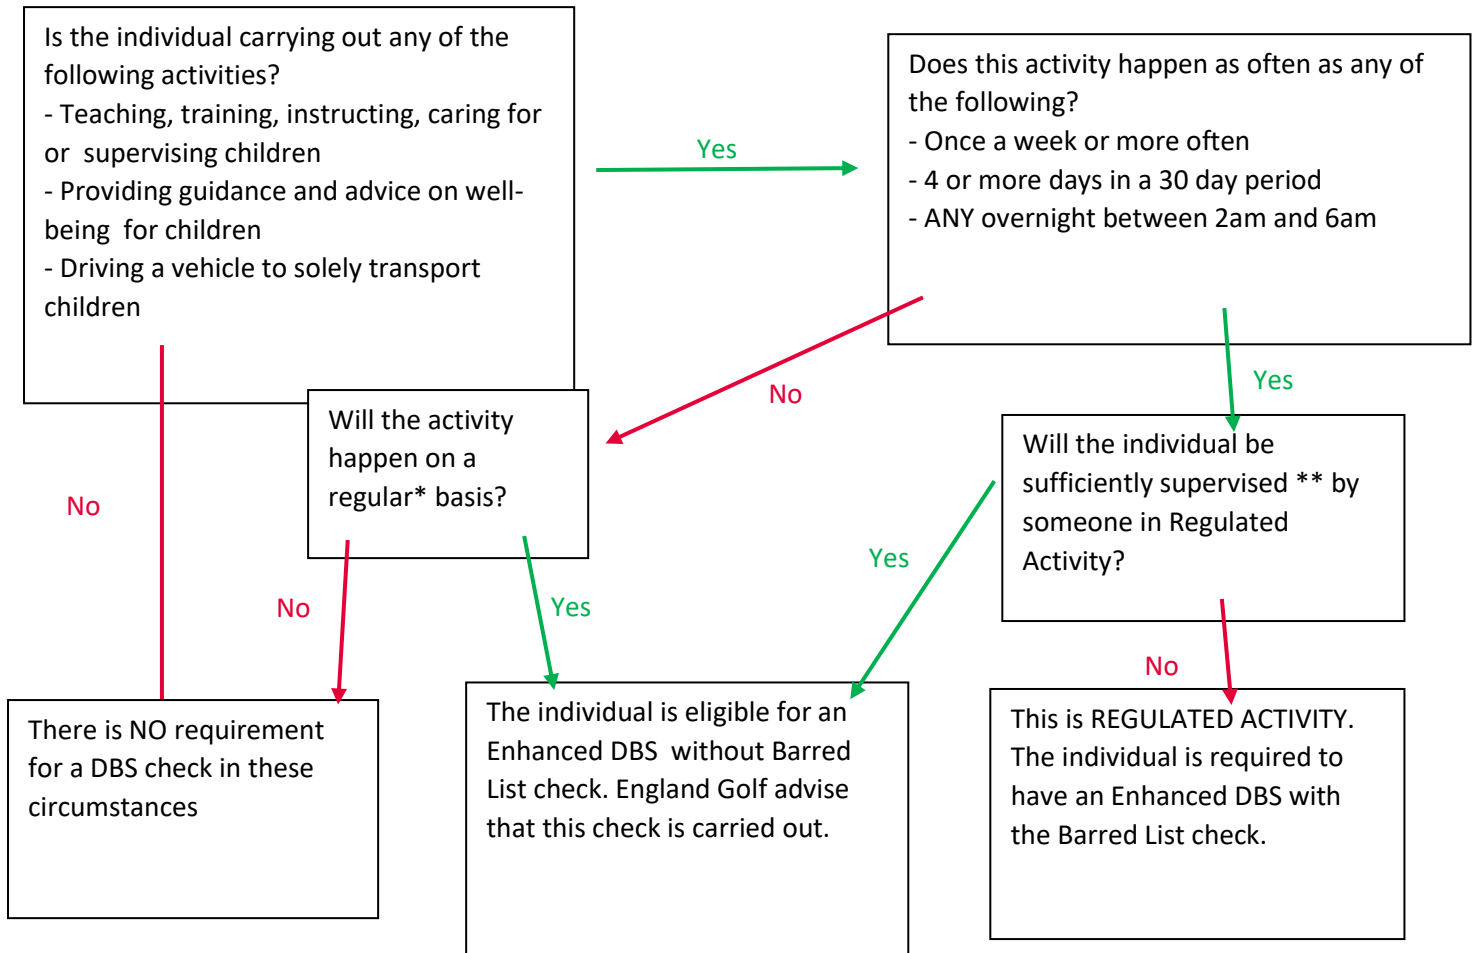 Is the individual carrying out any of the
following activities?
- Teaching, training, instructing, caring for
or  supervising children
- Providing guidance and advice on well-
being  for children
- Driving a vehicle to solely transport
children
Yes
Does this activity happen as often as any of
the following?
- Once a week or more often
- 4 or more days in a 30 day period
- ANY overnight between 2am and 6am
No
Yes
Will the activity
happen on a
regular* basis?
Will the individual be
sufficiently supervised ** by
someone in Regulated
Activity?
No
No
Yes
Yes
No
There is NO requirement
for a DBS check in these
circumstances
The individual is eligible for an
Enhanced DBS  without Barred
List check. England Golf advise
that this check is carried out.
This is REGULATED ACTIVITY.
The individual is required to
have an Enhanced DBS with
the Barred List check.